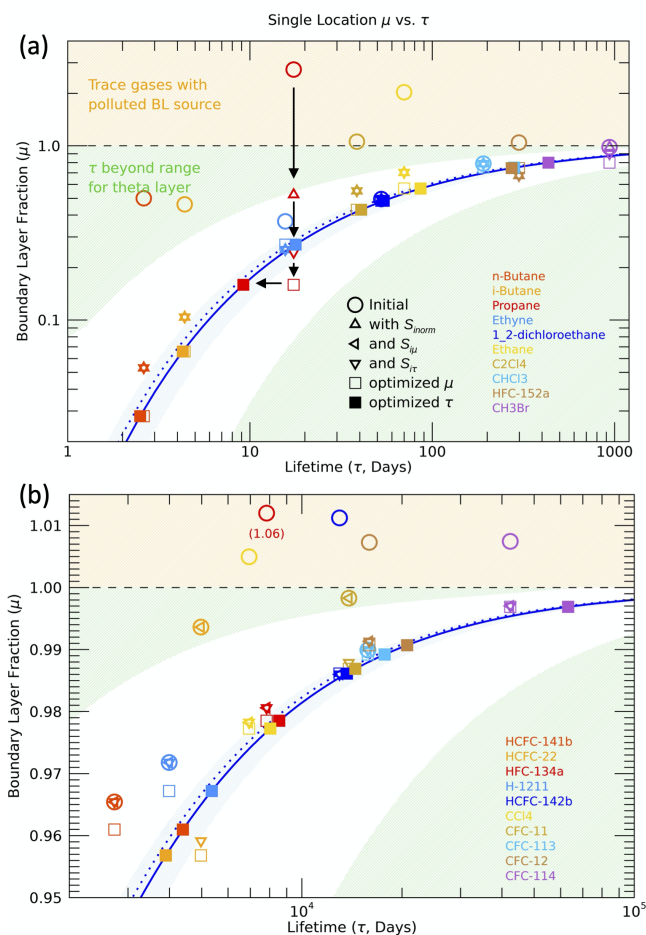 Single Location μ vs. τ
(a)
Trace gases with
polluted BL source
τ beyond range
for theta layer
1.0
0.1
Boundary Layer Fraction (μ)
n-Butane
i-Butane
Propane
Ethyne
1_2-dichloroethane
Ethane
C2Cl4
CHCl3
HFC-152a
CH3Br
Initial
with Sinorm
and Siμ
and Siτ
optimized μ
optimized τ
1
10
100
1000
Lifetime (τ, Days)
(b)
(1.06)
1.01
1.00
0.99
0.98
0.97
0.96
0.95
Boundary Layer Fraction (μ)
HCFC-141b
HCFC-22
HFC-134a
H-1211
HCFC-142b
CCl4
CFC-11
CFC-113
CFC-12
CFC-114
10⁴
10⁵
Lifetime (τ, Days)